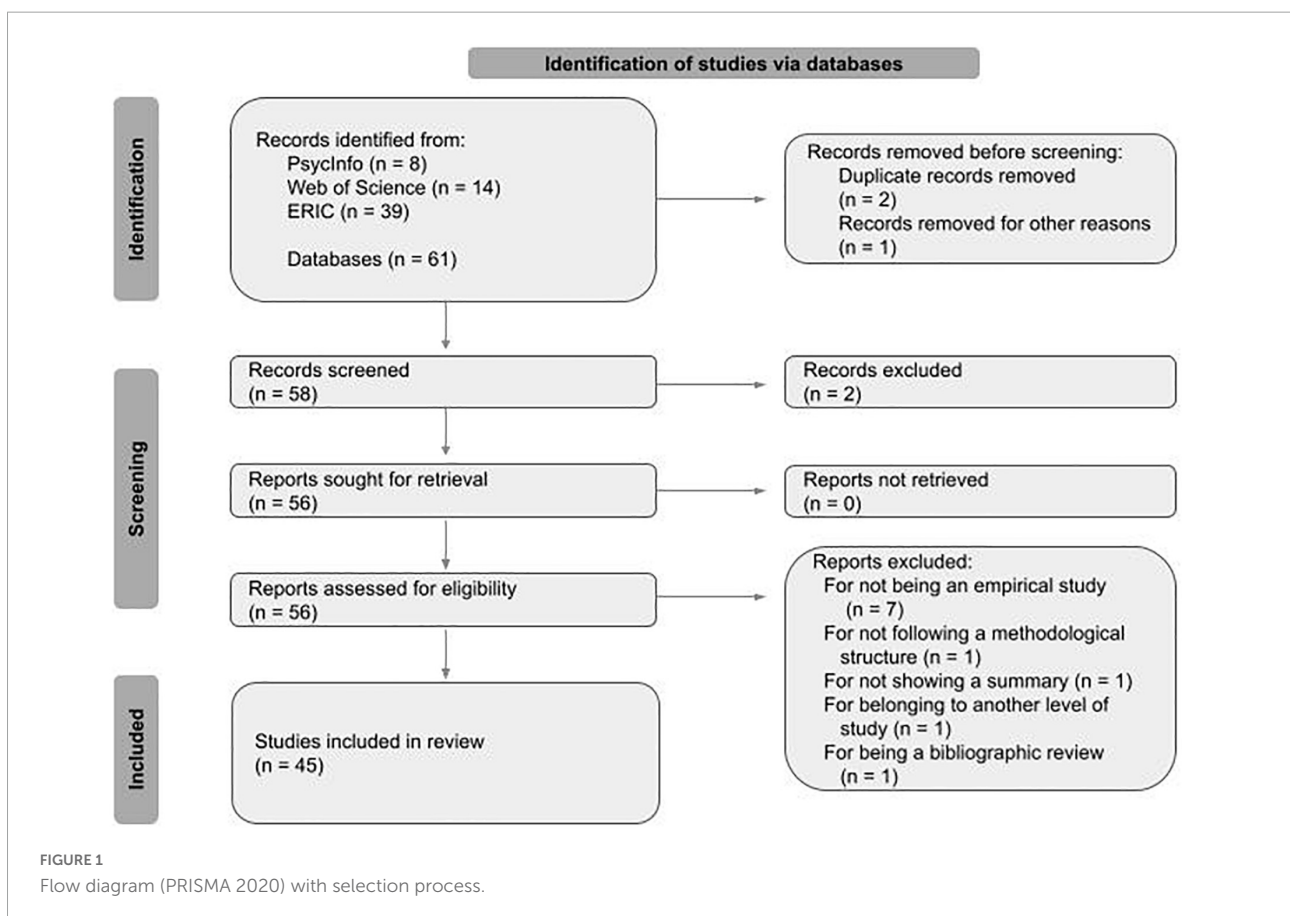 Identification of studies via databases
Identification
Records identified from:
PsycInfo (n = 8)
Web of Science (n = 14)
ERIC (n = 39)
Databases (n = 61)
Records removed before screening:
Duplicate records removed
(n = 2)
Records removed for other reasons
(n = 1)
Screening
Records screened
(n = 58)
Records excluded
(n = 2)
Reports sought for retrieval
(n = 56)
Reports not retrieved
(n = 0)
Reports assessed for eligibility
(n = 56)
Reports excluded:
For not being an empirical study
(n = 7)
For not following a methodological
structure (n = 1)
For not showing a summary (n = 1)
For belonging to another level of
study (n = 1)
For being a bibliographic review
(n = 1)
Included
Studies included in review
(n = 45)
FIGURE 1
Flow diagram (PRISMA 2020) with selection process.